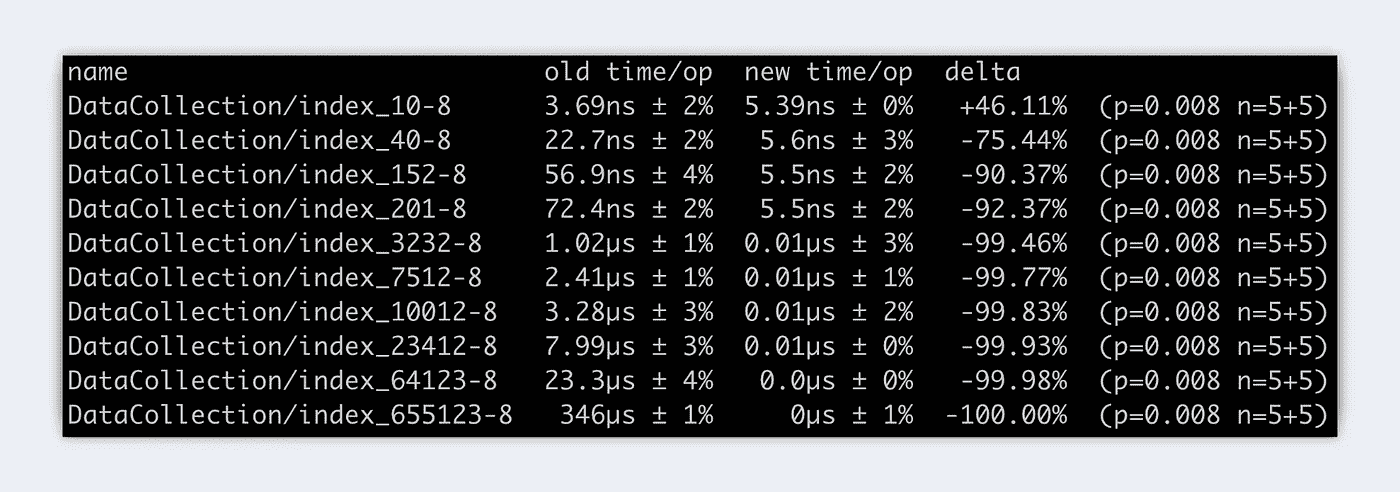 name old time/op new time/op delta
DataCollection/index_10-8 3.69ns ± 2% 5.39ns ± 0% +46.11% (p=0.008 n=5+5)
DataCollection/index_40-8 22.7ns ± 2% 5.6ns ± 3% -75.44% (p=0.008 n=5+5)
DataCollection/index_152-8 56.9ns ± 4% 5.5ns ± 2% -90.37% (p=0.008 n=5+5)
DataCollection/index_201-8 72.4ns ± 2% 5.5ns ± 2% -92.37% (p=0.008 n=5+5)
DataCollection/index_3232-8 1.02µs ± 1% 0.01µs ± 3% -99.46% (p=0.008 n=5+5)
DataCollection/index_7512-8 2.41µs ± 1% 0.01µs ± 1% -99.77% (p=0.008 n=5+5)
DataCollection/index_10012-8 3.28µs ± 3% 0.01µs ± 2% -99.83% (p=0.008 n=5+5)
DataCollection/index_23412-8 7.99µs ± 3% 0.01µs ± 0% -99.93% (p=0.008 n=5+5)
DataCollection/index_64123-8 23.3µs ± 4% 0.0µs ± 0% -99.98% (p=0.008 n=5+5)
DataCollection/index_655123-8 346µs ± 1% 0µs ± 1% -100.00% (p=0.008 n=5+5)